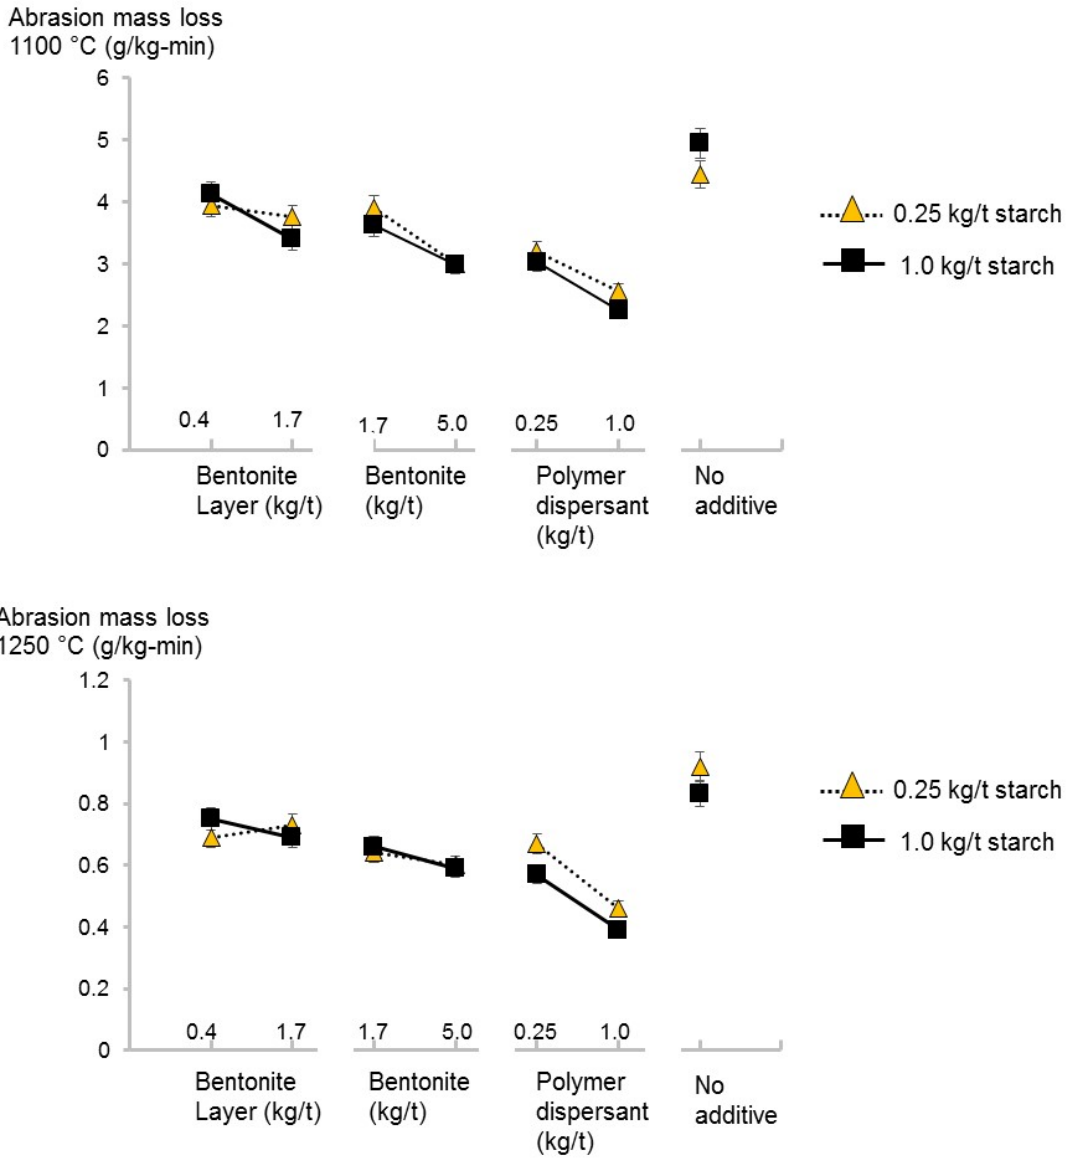 Abrasion mass loss
1100 °C (g/kg-min)
6
5
4
3
2
1
0
0.4 1.7 1.7 5.0 0.25 1.0
Bentonite
Layer (kg/t)
Bentonite
(kg/t)
Polymer
dispersant
(kg/t)
No
additive
0.25 kg/t starch
1.0 kg/t starch
Abrasion mass loss
1250 °C (g/kg-min)
1.2
1
0.8
0.6
0.4
0.2
0
0.4 1.7 1.7 5.0 0.25 1.0
Bentonite
Layer (kg/t)
Bentonite
(kg/t)
Polymer
dispersant
(kg/t)
No
additive
0.25 kg/t starch
1.0 kg/t starch